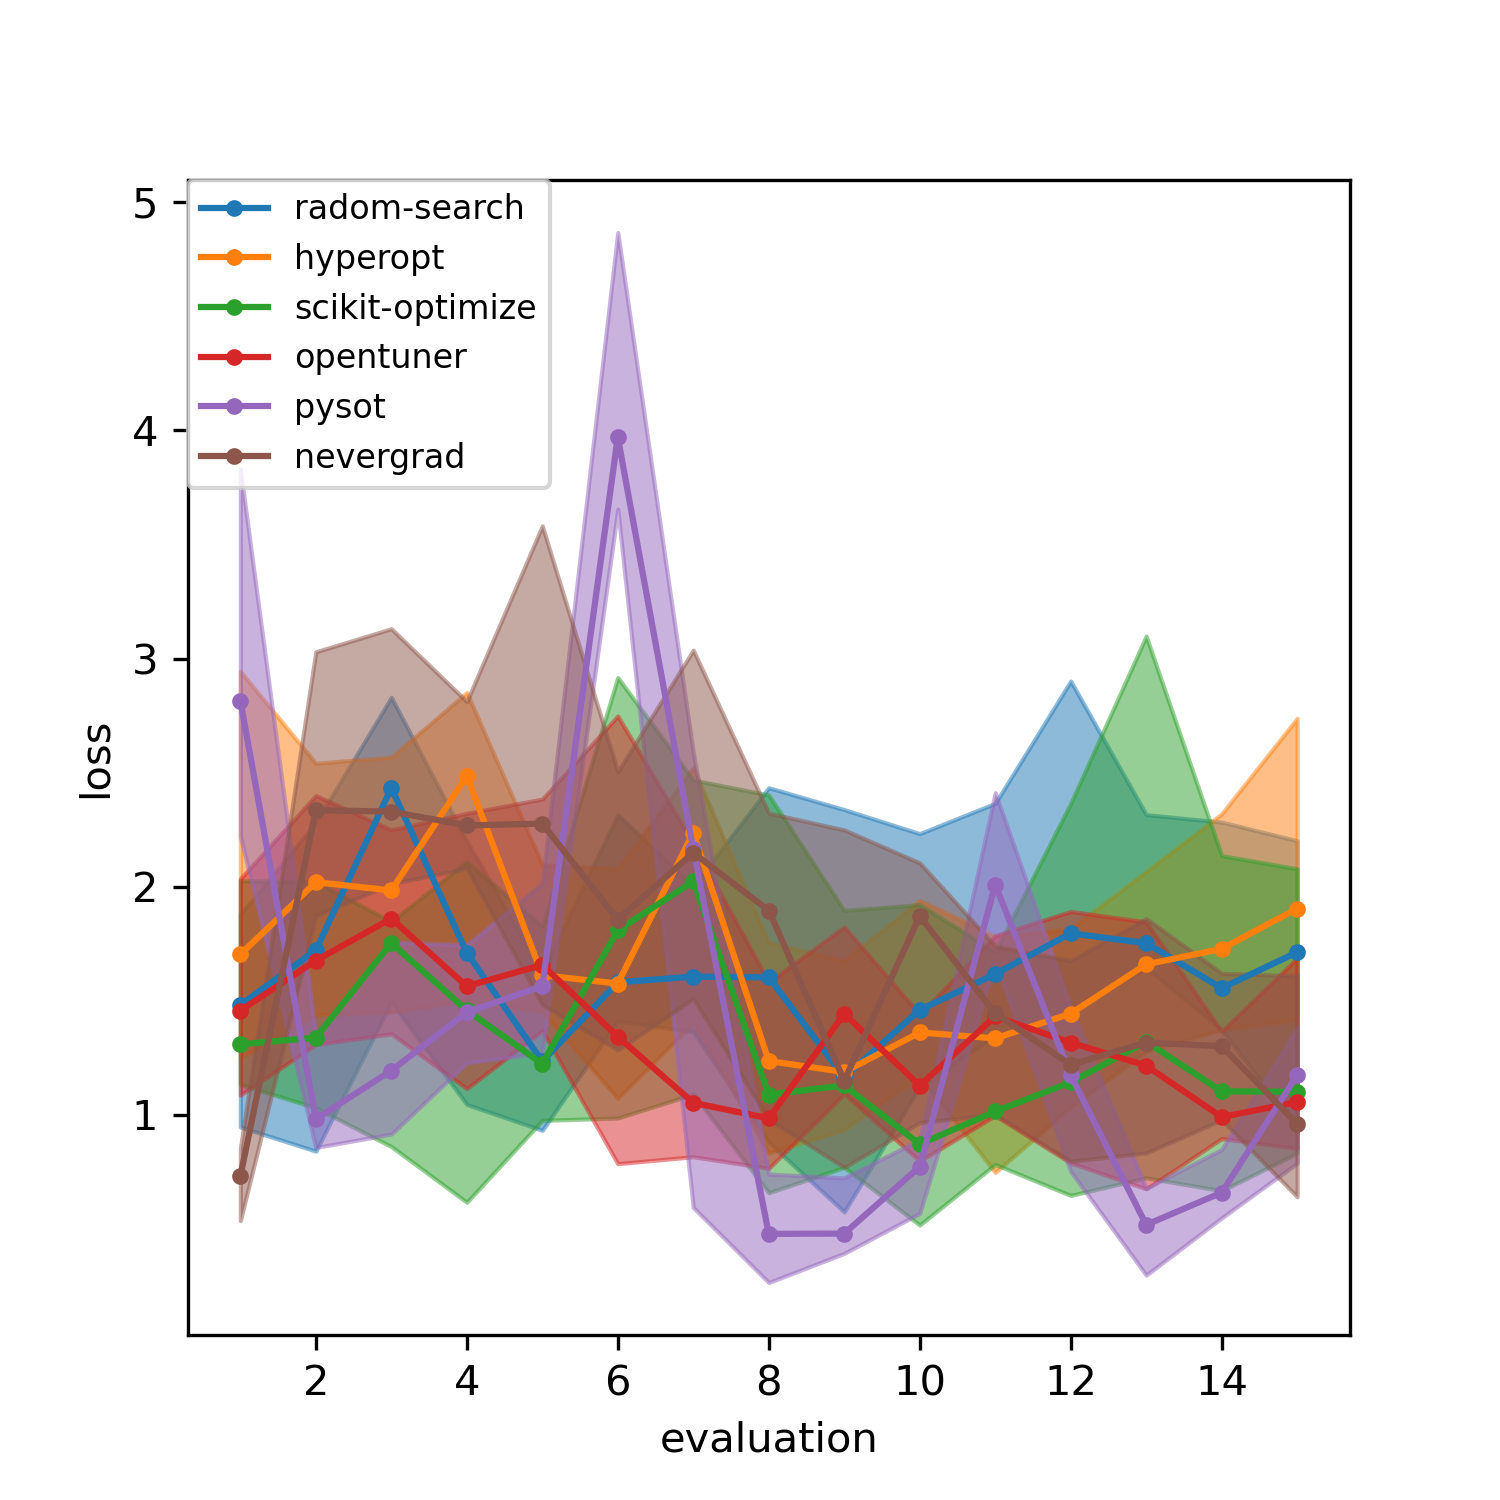 radom-search
hyperopt
scikit-optimize
opentuner
pysot
nevergrad
5
4
3
2
1
loss
2 4 6 8 10 12 14
evaluation